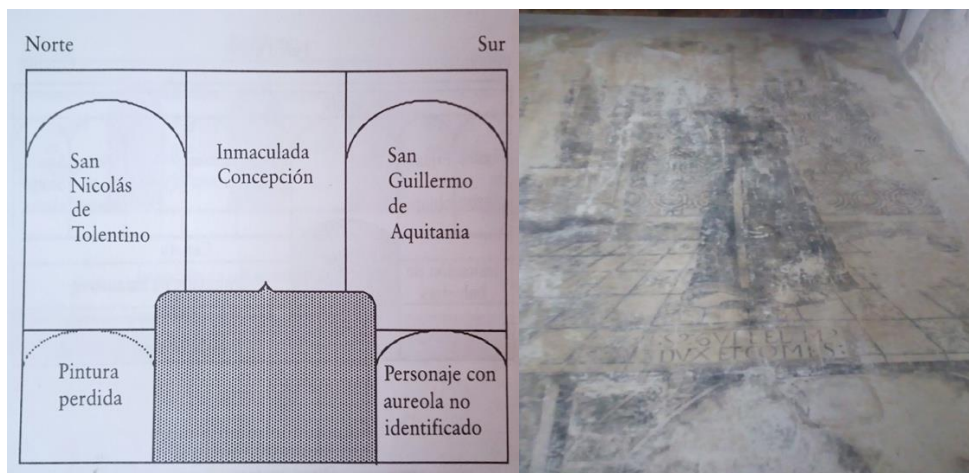 Norte
Sur
San
Nicolás
de
Tolentino
Inmaculada
Concepción
San
Guillermo
de
Aquitania
Pintura
perdida
Personaje con
aureola no
identificado
DVX ET COMES